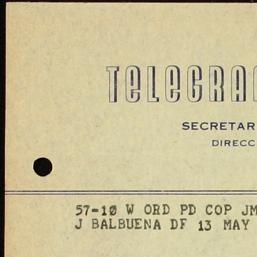 TELEGRA
SECRETAR
DIRECC
57-10 W ORD PD COP JM
J BALBUENA DF 13 MAY